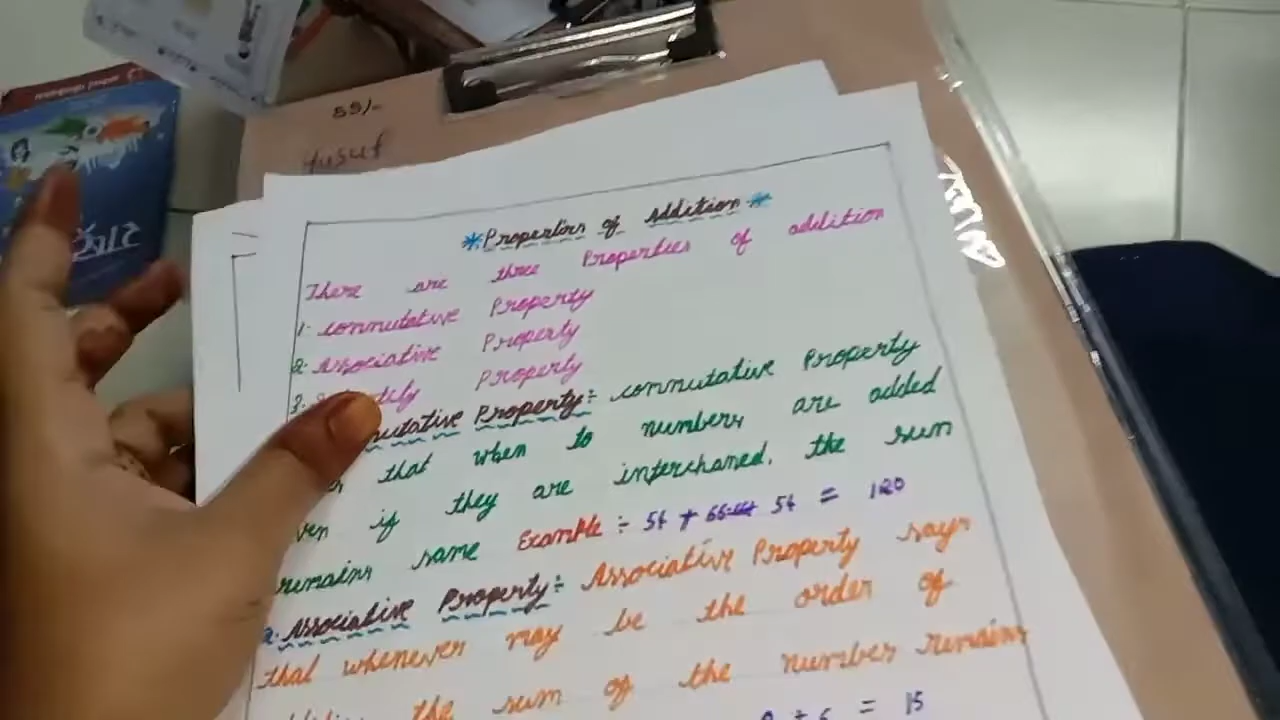 59/-
Yusuf
*Properties of Addition*
There are three Properties of addition
1. Commutative Property
2. Associative Property
3. Property
Property:- Commutative Property
that when to numbers are added
if they are interchaned, the sum
remains same Example:- 54 + 66 54 = 120
2. Associative Property:- Associative Property says
that whenever may be the order of
the sum of the number remains
= 15